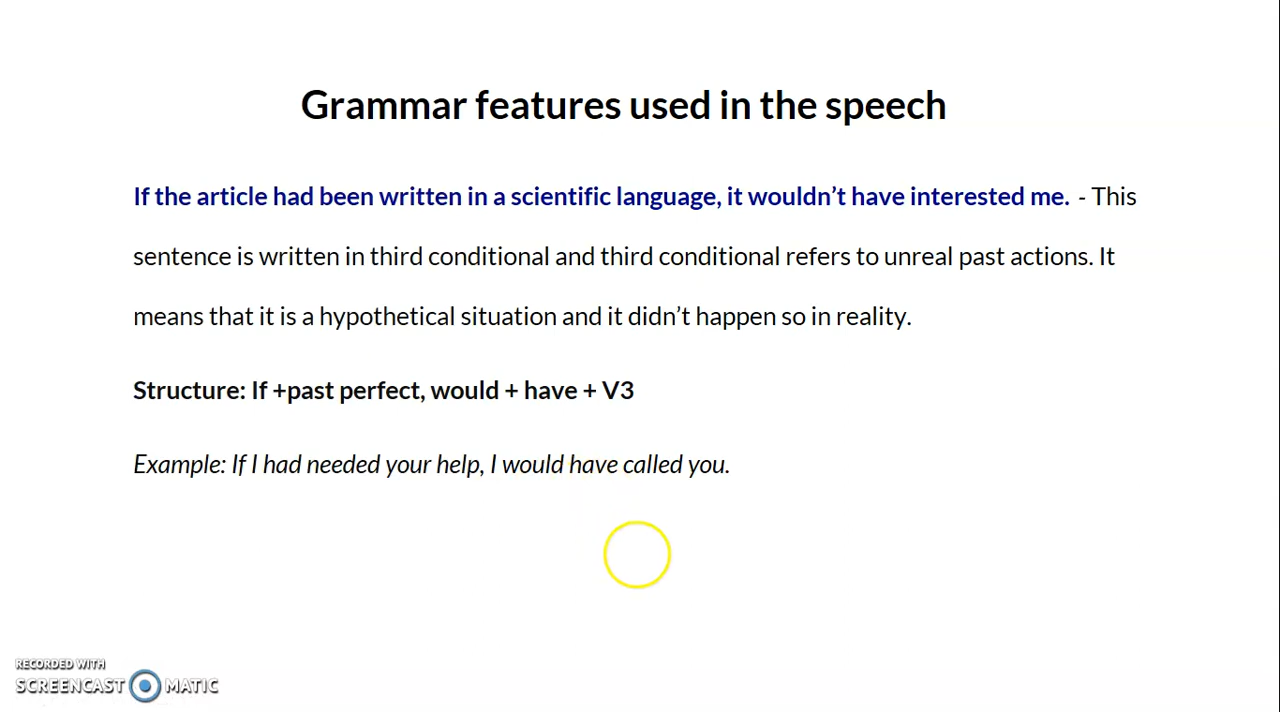 Grammar features used in the speech
If the article had been written in a scientific language, it wouldn’t have interested me. - This
sentence is written in third conditional and third conditional refers to unreal past actions. It
means that it is a hypothetical situation and it didn’t happen so in reality.
Structure: If +past perfect, would + have + V3
Example: If I had needed your help, I would have called you.
RECORDED WITH
SCREENCAST MATIC